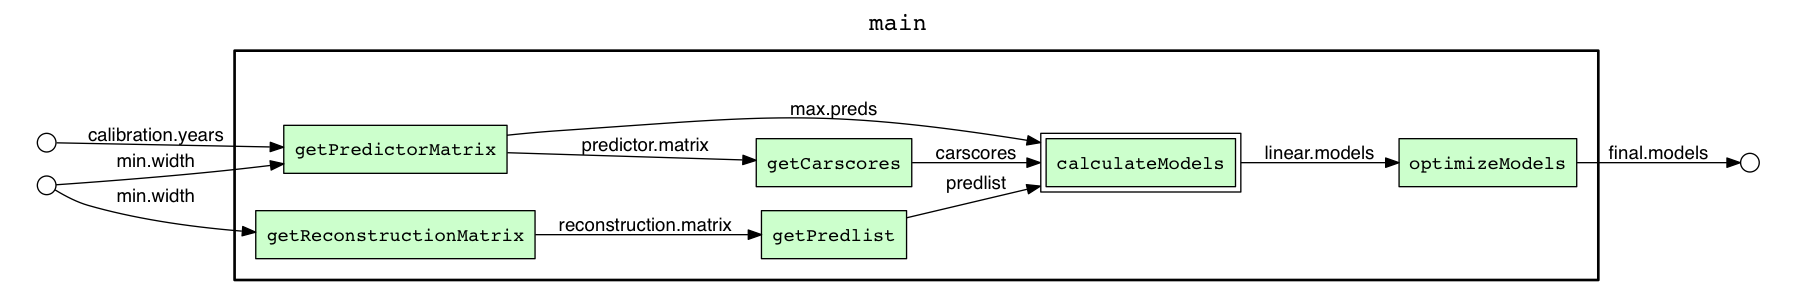 main
calibration.years
min.width
min.width
getPredictorMatrix
getReconstructionMatrix
max.preds
predictor.matrix
reconstruction.matrix
getCarscores
getPredlist
carscores
predlist
calculateModels
linear.models
optimizeModels
final.models